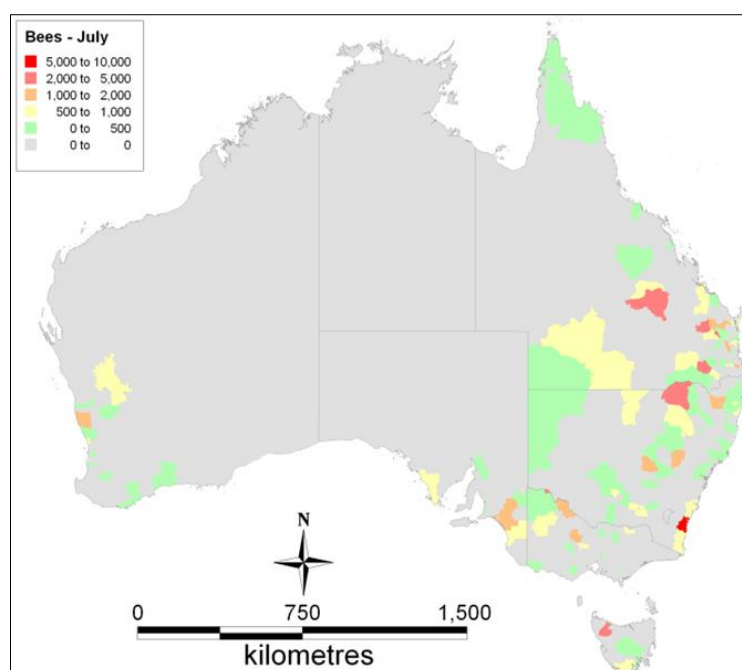 Bees - July
5,000 to 10,000
2,000 to 5,000
1,000 to 2,000
500 to 1,000
0 to 500
0 to 0
N
0 750 1,500
kilometres